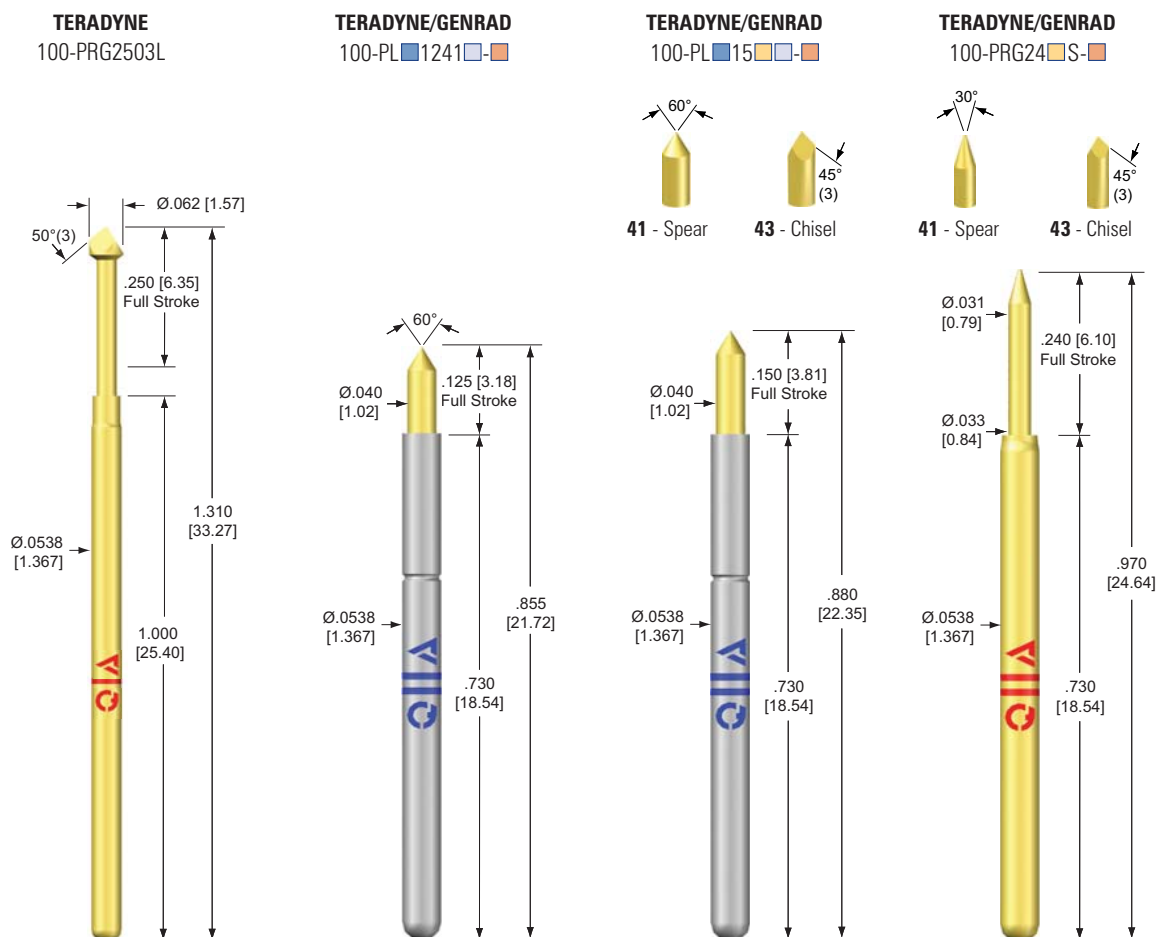 TERADYNE
100-PRG2503L
Ø.062 [1.57]
50°(3)
.250 [6.35]
Full Stroke
1.310
[33.27]
Ø.0538
[1.367]
1.000
[25.40]
TERADYNE/GENRAD
100-PL 1241 -
60°
.125 [3.18]
Full Stroke
Ø.040
[1.02]
.855
[21.72]
Ø.0538
[1.367]
.730
[18.54]
TERADYNE/GENRAD
100-PL 15 -
60°
45°
(3)
41 - Spear
43 - Chisel
.150 [3.81]
Full Stroke
Ø.040
[1.02]
.880
[22.35]
Ø.0538
[1.367]
.730
[18.54]
TERADYNE/GENRAD
100-PRG24 S-
30°
45°
(3)
41 - Spear
43 - Chisel
Ø.031
[0.79]
.240 [6.10]
Full Stroke
Ø.033
[0.84]
.970
[24.64]
Ø.0538
[1.367]
.730
[18.54]